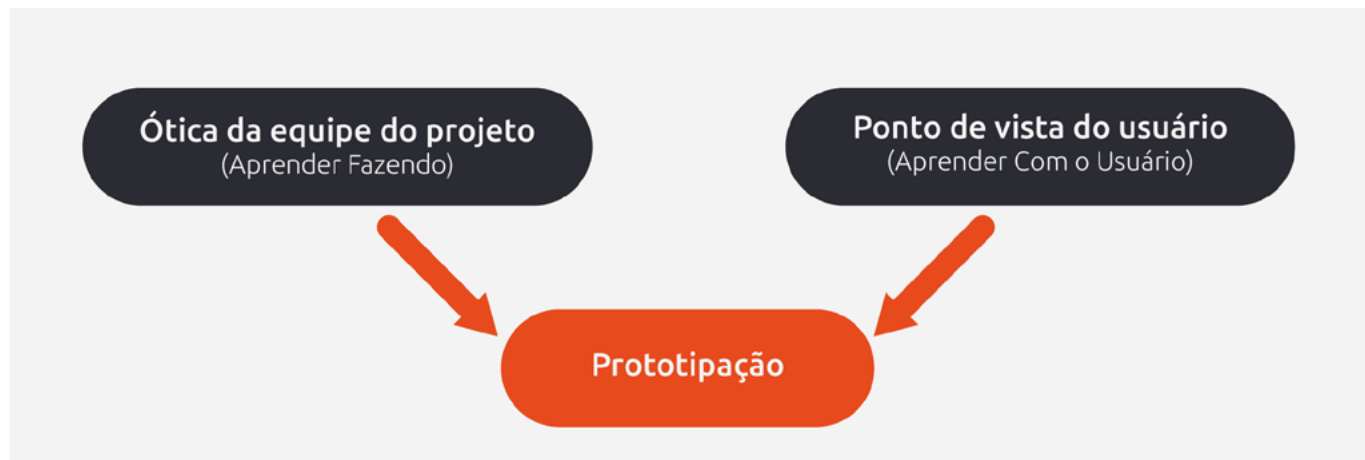 Ótica da equipe do projeto
(Aprender Fazendo)
Ponto de vista do usuário
(Aprender Com o Usuário)
Prototipação